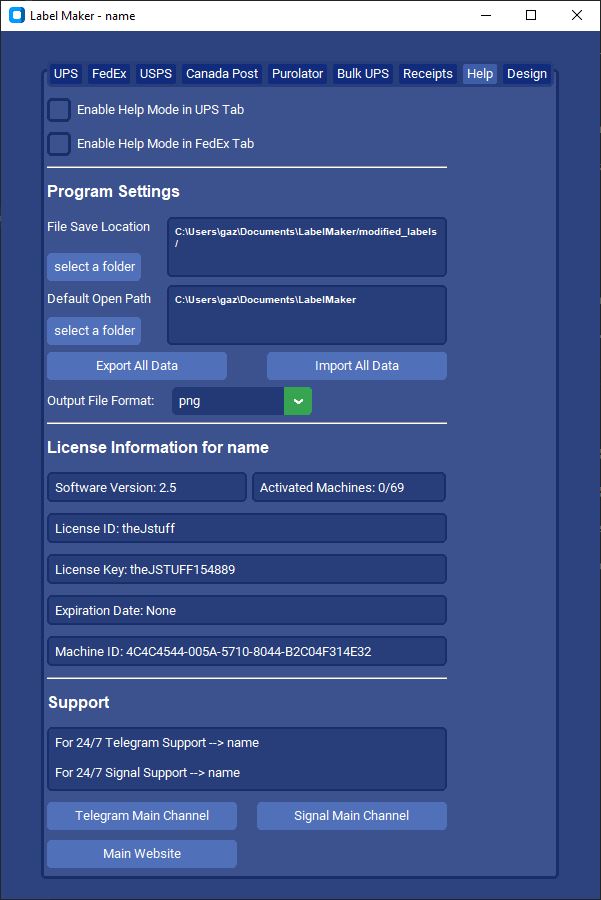 Label Maker - name
UPS FedEx USPS Canada Post Purolator Bulk UPS Receipts Help Design
Enable Help Mode in UPS Tab
Enable Help Mode in FedEx Tab
Program Settings
File Save Location
select a folder
C:\Users\gaz\Documents\LabelMaker/modified_labels
/
Default Open Path
select a folder
C:\Users\gaz\Documents\LabelMaker
Export All Data Import All Data
Output File Format: png
License Information for name
Software Version: 2.5 Activated Machines: 0/69
License ID: theJstuff
License Key: theJSTUFF154889
Expiration Date: None
Machine ID: 4C4C4544-005A-5710-8044-B2C04F314E32
Support
For 24/7 Telegram Support --> name
For 24/7 Signal Support --> name
Telegram Main Channel Signal Main Channel
Main Website